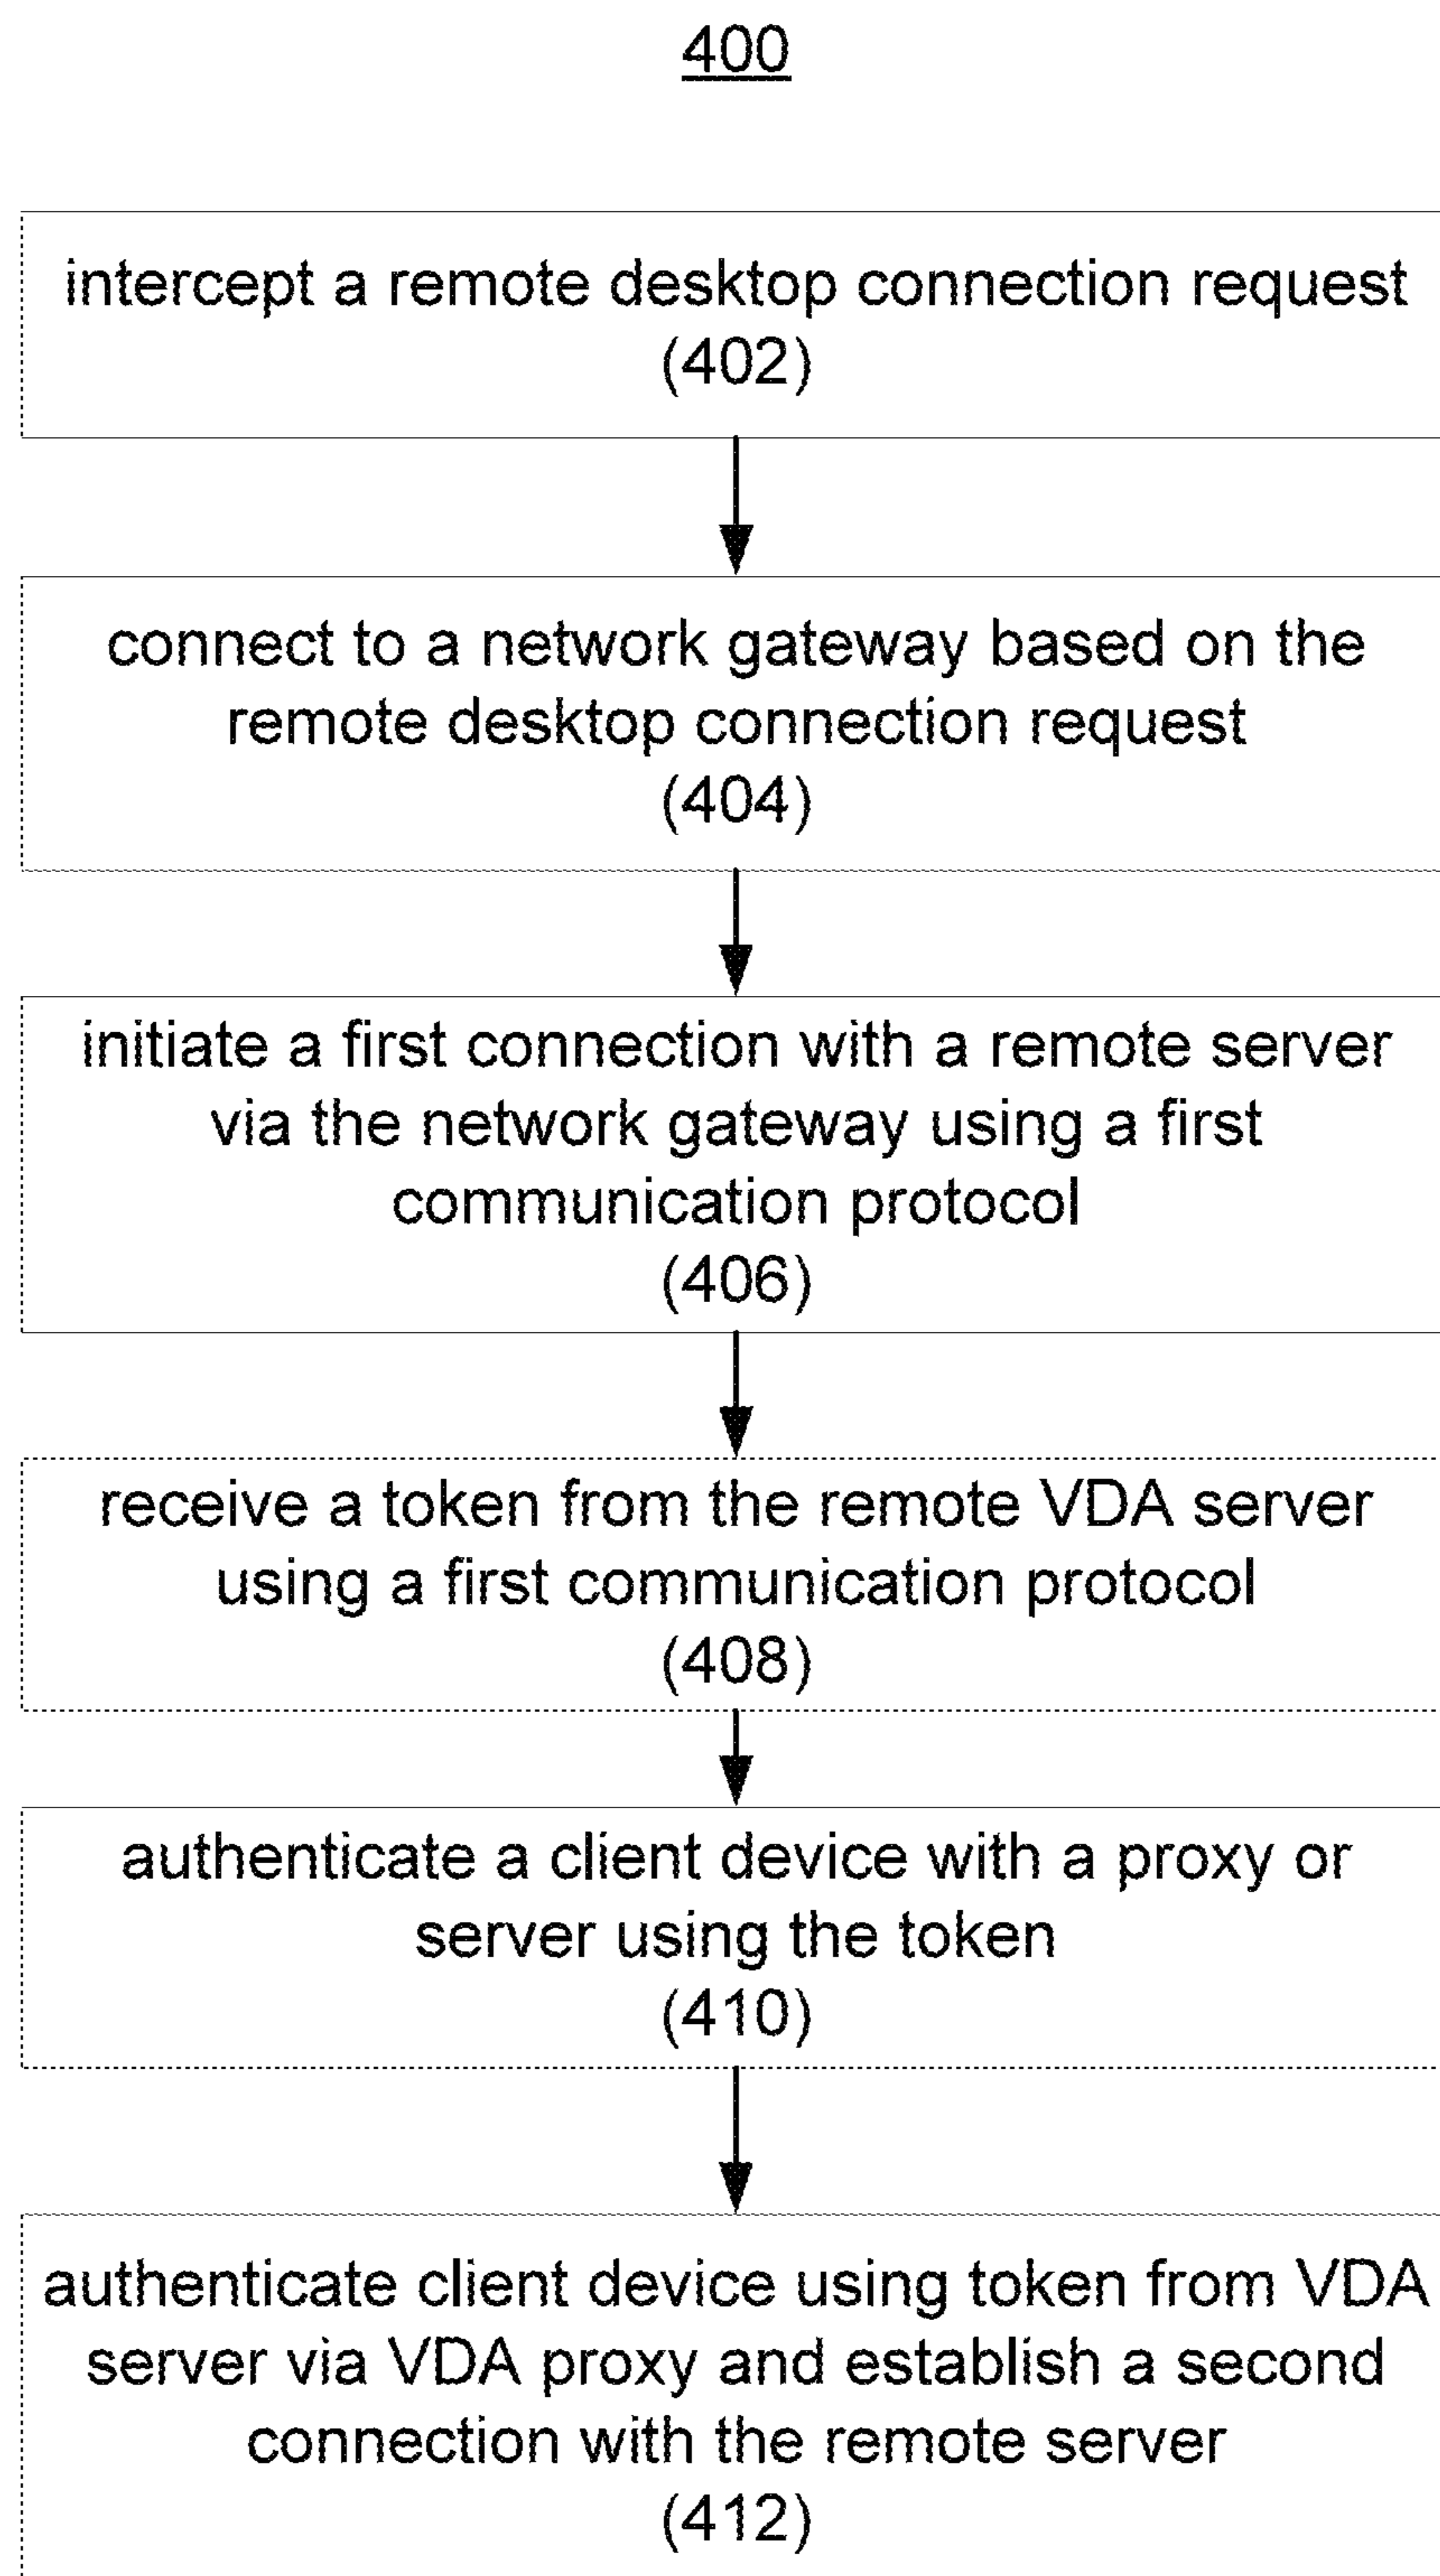 400
intercept a remote desktop connection request
(402)
connect to a network gateway based on the
remote desktop connection request
(404)
initiate a first connection with a remote server
via the network gateway using a first
communication protocol
(406)
receive a token from the remote VDA server
using a first communication protocol
(408)
authenticate a client device with a proxy or
server using the token
(410)
authenticate client device using token from VDA
server via VDA proxy and establish a second
connection with the remote server
(412)